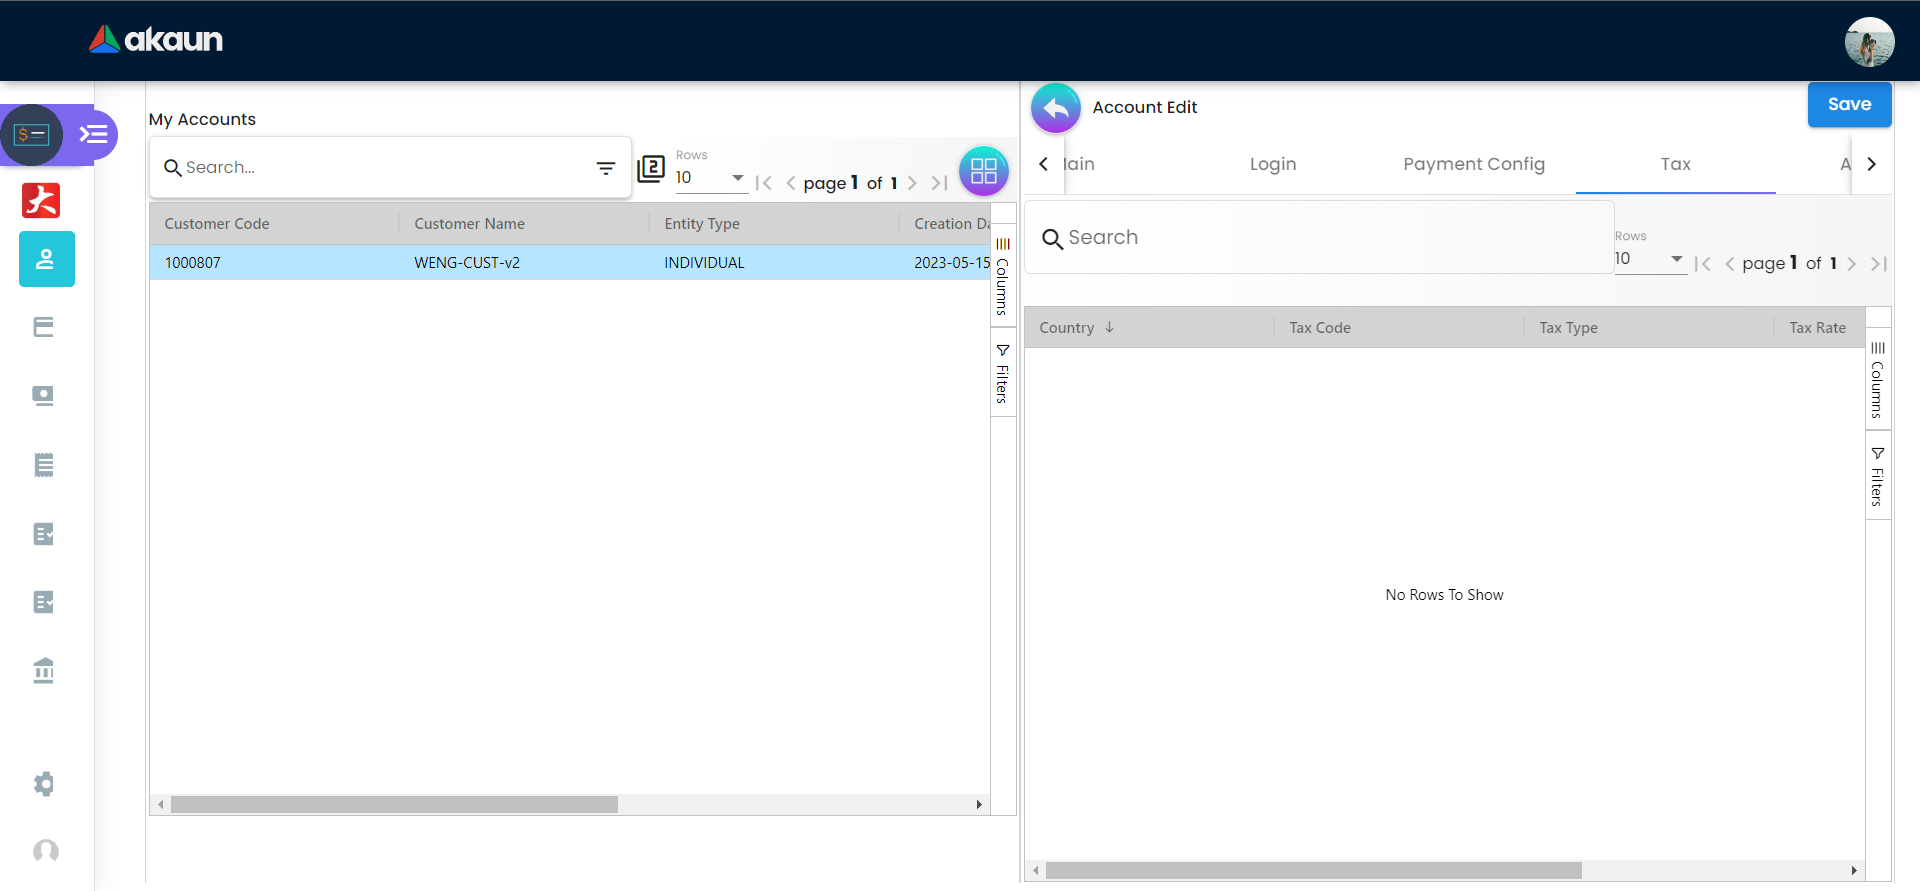 akaun
My Accounts
Search...
2
Rows
10
page 1 of 1
Customer Code
Customer Name
Entity Type
Creation Da
1000807
WENG-CUST-v2
INDIVIDUAL
2023-05-15
Columns
Filters
Account Edit
Save
ain
Login
Payment Config
Tax
A
Search
Rows
10
page 1 of 1
Country
Tax Code
Tax Type
Tax Rate
Columns
Filters
No Rows To Show